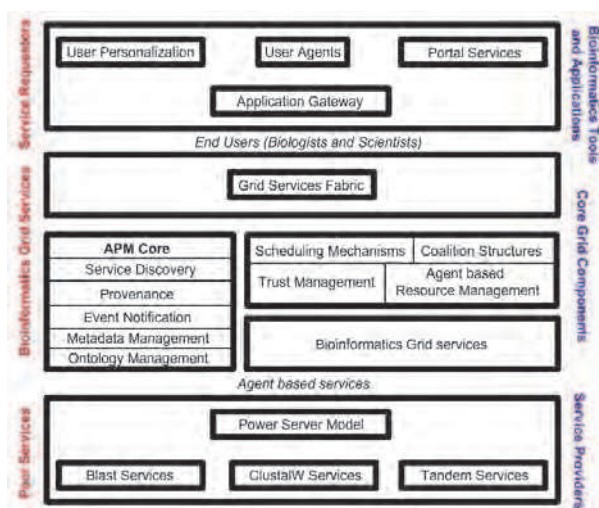 Service Requestors
Bioinformatics Tools
and Applications
User Personalization
User Agents
Portal Services
Application Gateway
End Users (Biologists and Scientists)
Bioinformatics Grid Services
Core Grid Components
Grid Services Fabric
APM Core
Service Discovery
Provenance
Event Notification
Metadata Management
Ontology Management
Scheduling Mechanisms
Coalition Structures
Trust Management
Agent based
Resource Management
Bioinformatics Grid services
Agent based services
Pool Services
Service Providers
Power Server Model
Blast Services
ClustalW Services
Tandem Services